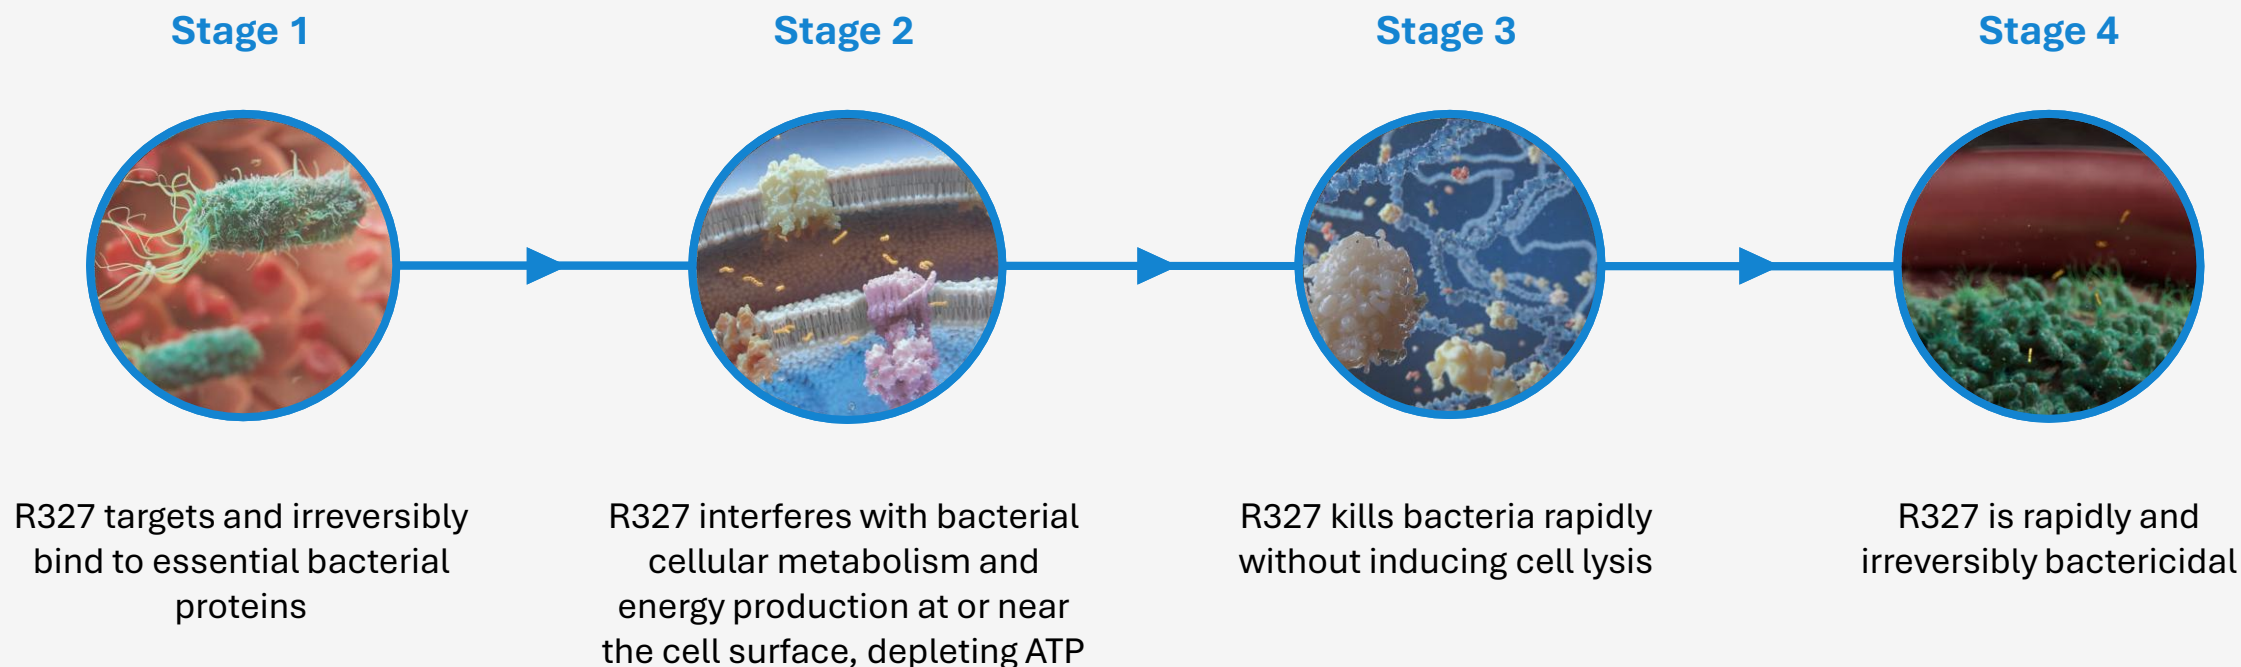 Stage 1
R327 targets and irreversibly
bind to essential bacterial
proteins
Stage 2
R327 interferes with bacterial
cellular metabolism and
energy production at or near
the cell surface, depleting ATP
Stage 3
R327 kills bacteria rapidly
without inducing cell lysis
Stage 4
R327 is rapidly and
irreversibly bactericidal